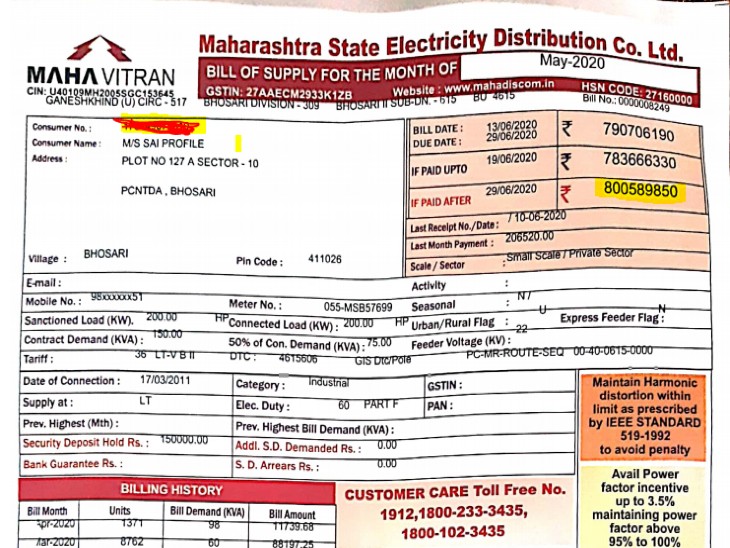 MAHAVITRAN
Maharashtra State Electricity Distribution Co. Ltd.
BILL OF SUPPLY FOR THE MONTH OF May-2020
GSTIN: 27AAECM2933K1ZB Website : www.mahadiscom.in HSN CODE: 27160000
CIN: U40109MH2005SGC153645
GANESHKHIND (U) CIRC - 517 BHOSARI DIVISION - 309 BHOSARI II SUB-DN. - 615 BU 4615 Bill No.: 0000008249
Consumer No. :
Consumer Name : M/S SAI PROFILE
Address : PLOT NO 127 A SECTOR - 10
PCNTDA , BHOSARI
Village : BHOSARI Pin Code : 411026
BILL DATE : 13/06/2020 ₹ 790706190
DUE DATE : 29/06/2020
IF PAID UPTO 19/06/2020 ₹ 783666330
IF PAID AFTER 29/06/2020 ₹ 800589850
Last Receipt No./Date : / 10-06-2020
Last Month Payment : 206520.00
Scale / Sector : Small Scale / Private Sector
E-mail : Activity :
Mobile No. : 98xxxxxx51 Meter No. : 055-MSB57699 Seasonal : N /
Sanctioned Load (KW). 200.00 HP Connected Load (KW) : 200.00 HP Urban/Rural Flag : U Express Feeder Flag : N
Contract Demand (KVA) : 150.00 50% of Con. Demand (KVA) : 75.00 Feeder Voltage (KV) : 22
Tariff : 36 LT-V B II DTC : 4615606 GIS Dtc/Pole PC-MR-ROUTE-SEQ 00-40-0615-0000
Date of Connection : 17/03/2011 Category : Industrial GSTIN :
Supply at : LT Elec. Duty : 60 PART F PAN :
Prev. Highest (Mth) : Prev. Highest Bill Demand (KVA) :
Security Deposit Hold Rs. : 150000.00 Addl. S.D. Demanded Rs. : 0.00
Bank Guarantee Rs. : S. D. Arrears Rs. : 0.00
Maintain Harmonic
distortion within
limit as prescribed
by IEEE STANDARD
519-1992
to avoid penalty
Avail Power
factor incentive
up to 3.5%
maintaining power
factor above
95% to 100%
BILLING HISTORY
Bill Month Units Bill Demand (KVA) Bill Amount
Apr-2020 1371 98 11739.68
Mar-2020 8762 60 88197.25
CUSTOMER CARE Toll Free No.
1912,1800-233-3435,
1800-102-3435